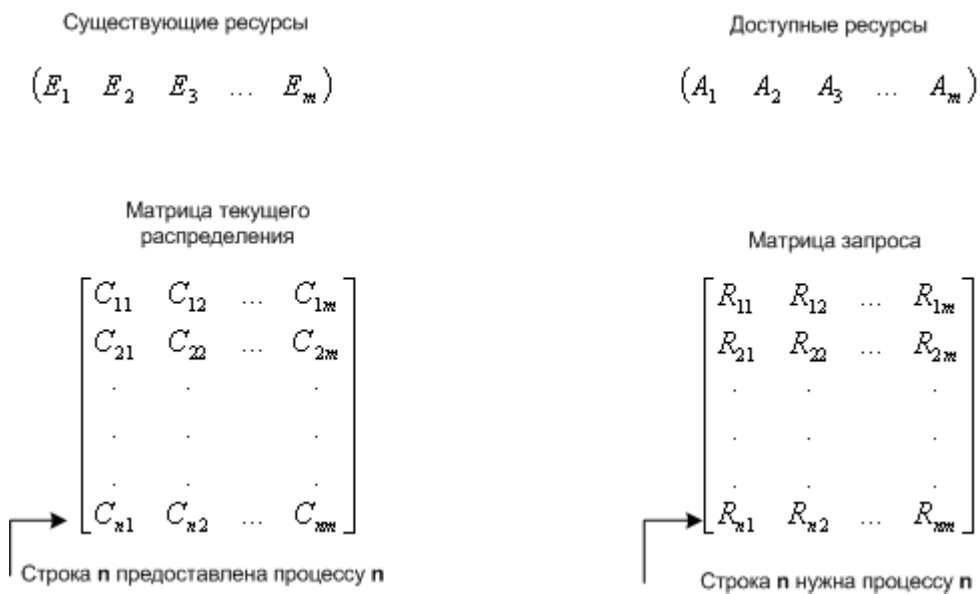 Существующие ресурсы
Доступные ресурсы
(E₁ E₂ E₃ ... Eₘ)
(A₁ A₂ A₃ ... Aₘ)
Матрица текущего
распределения
Матрица запроса
C₁₁ C₁₂ ... C₁ₘ
C₂₁ C₂₂ ... C₂ₘ
. . .
. . .
. . .
Cₙ₁ Cₙ₂ ... Cₙₘ
R₁₁ R₁₂ ... R₁ₘ
R₂₁ R₂₂ ... R₂ₘ
. . .
. . .
. . .
Rₙ₁ Rₙ₂ ... Rₙₘ
Строка n предоставлена процессу n
Строка n нужна процессу n